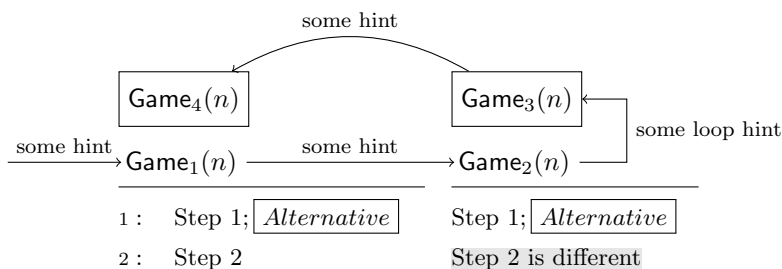 some hint
Game₄(n) Game₃(n)
some loop hint
some hint Game₁(n) some hint Game₂(n)
1 : Step 1; Alternative Step 1; Alternative
2 : Step 2 Step 2 is different